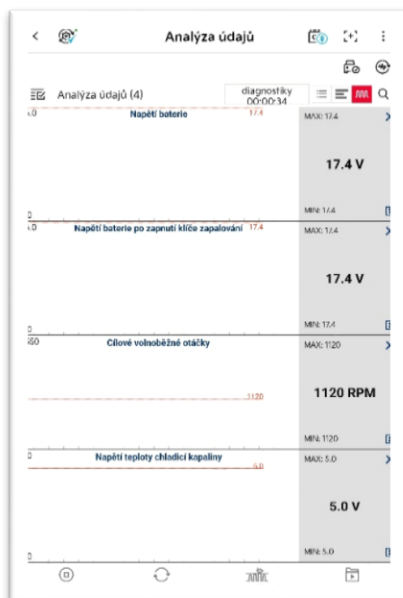 Analýza údajů
Analýza údajů (4)
diagnostiky
00:00:34
Napětí baterie
17.4
MAX: 17.4
17.4 V
MIN: 17.4
Napětí baterie po zapnutí klíče zapalování
17.4
MAX: 17.4
17.4 V
MIN: 17.4
Cílové volnoběžné otáčky
1120
MAX: 1120
1120 RPM
MIN: 1120
Napětí teploty chladicí kapaliny
5.0
MAX: 5.0
5.0 V
MIN: 5.0